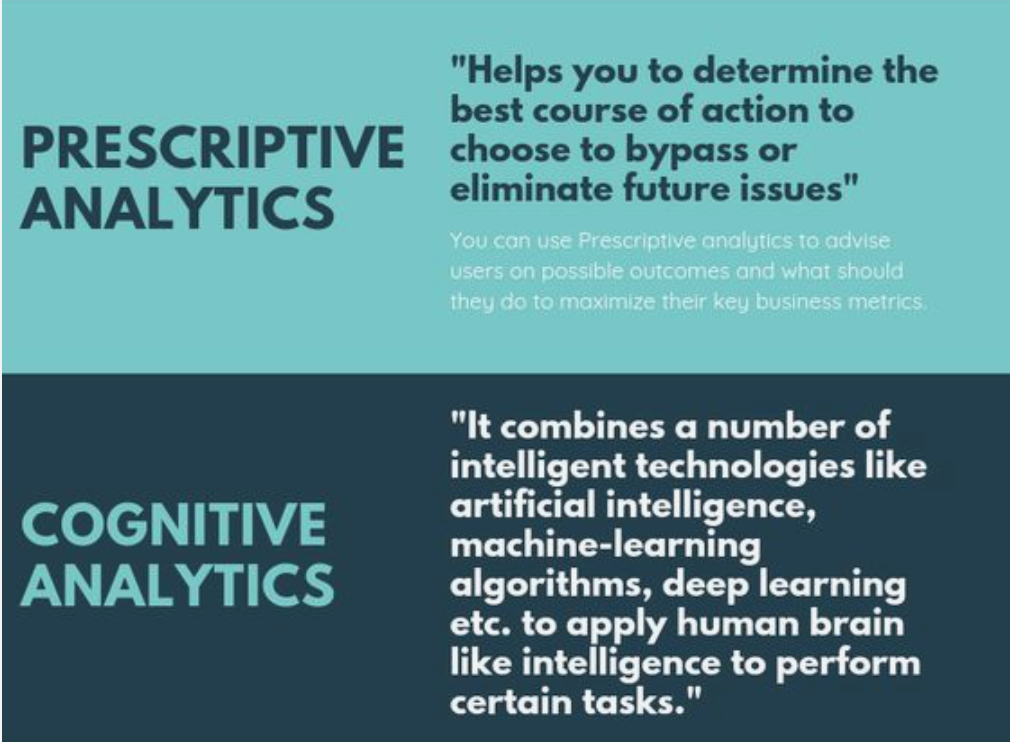 PRESCRIPTIVE
ANALYTICS
"Helps you to determine the
best course of action to
choose to bypass or
eliminate future issues"
You can use Prescriptive analytics to advise
users on possible outcomes and what should
they do to maximize their key business metrics.
COGNITIVE
ANALYTICS
"It combines a number of
intelligent technologies like
artificial intelligence,
machine-learning
algorithms, deep learning
etc. to apply human brain
like intelligence to perform
certain tasks."